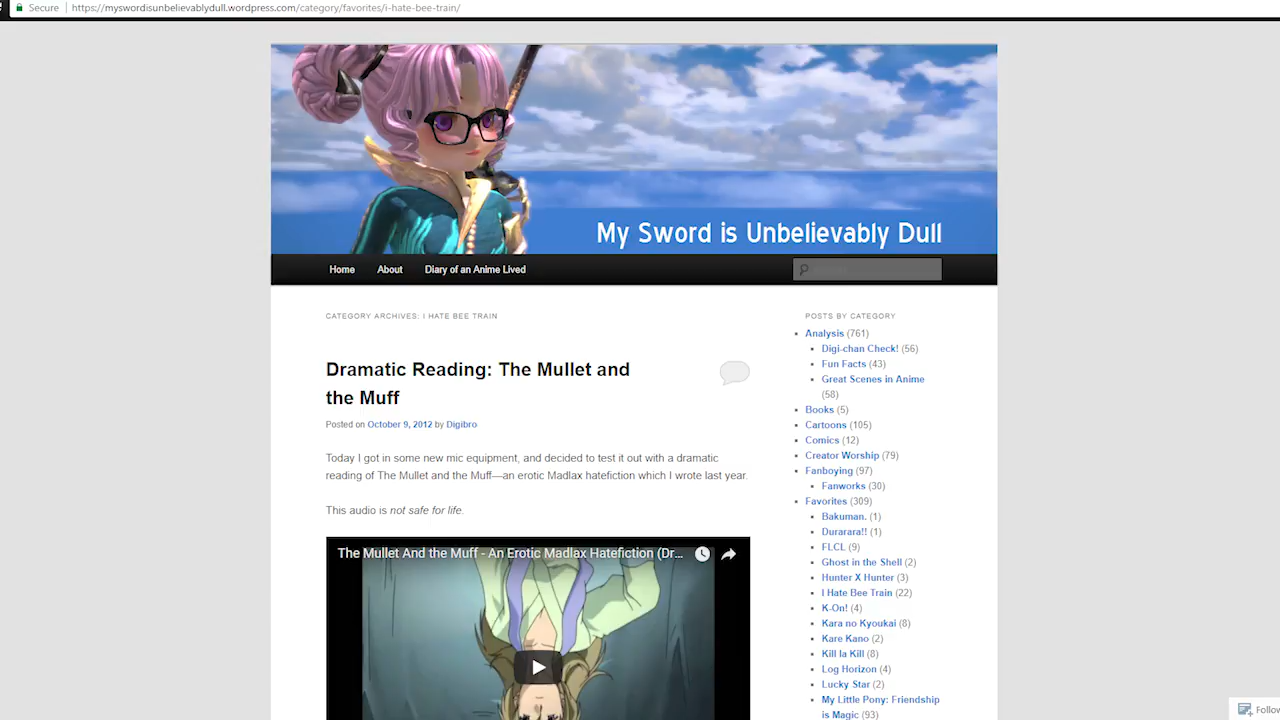 Secure
https://myswordisunbelievablydull.wordpress.com/category/favorites/i-hate-bee-train/
My Sword is Unbelievably Dull
Home
About
Diary of an Anime Lived
CATEGORY ARCHIVES: I HATE BEE TRAIN
Dramatic Reading: The Mullet and
the Muff
Posted on October 9, 2012 by Digibro
Today I got in some new mic equipment, and decided to test it out with a dramatic
reading of The Mullet and the Muff—an erotic Madlax hatefiction which I wrote last year.
This audio is not safe for life.
The Mullet And the Muff - An Erotic Madlax Hatefiction (Dr...
POSTS BY CATEGORY
Analysis (761)
Digi-chan Check! (56)
Fun Facts (43)
Great Scenes in Anime
(58)
Books (5)
Cartoons (105)
Comics (12)
Creator Worship (79)
Fanboying (97)
Fanworks (30)
Favorites (309)
Bakuman. (1)
Durarara!! (1)
FLCL (9)
Ghost in the Shell (2)
Hunter X Hunter (3)
I Hate Bee Train (22)
K-On! (4)
Kara no Kyoukai (8)
Kare Kano (2)
Kill la Kill (8)
Log Horizon (4)
Lucky Star (2)
My Little Pony: Friendship
is Magic (93)
Follow